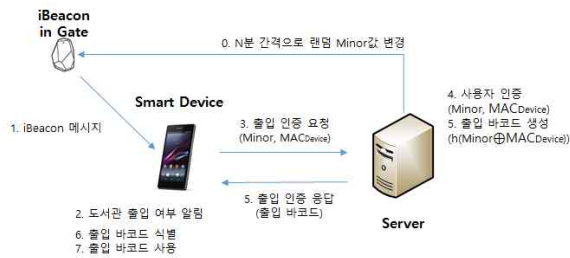 iBeacon
in Gate
0. N분 간격으로 랜덤 Minor값 변경
Smart Device
1. iBeacon 메시지
3. 출입 인증 요청
(Minor, MACDevice)
4. 사용자 인증
(Minor, MACDevice)
5. 출입 바코드 생성
(h(Minor⊕MACDevice))
2. 도서관 출입 여부 알림
6. 출입 바코드 식별
7. 출입 바코드 사용
5. 출입 인증 응답
(출입 바코드)
Server